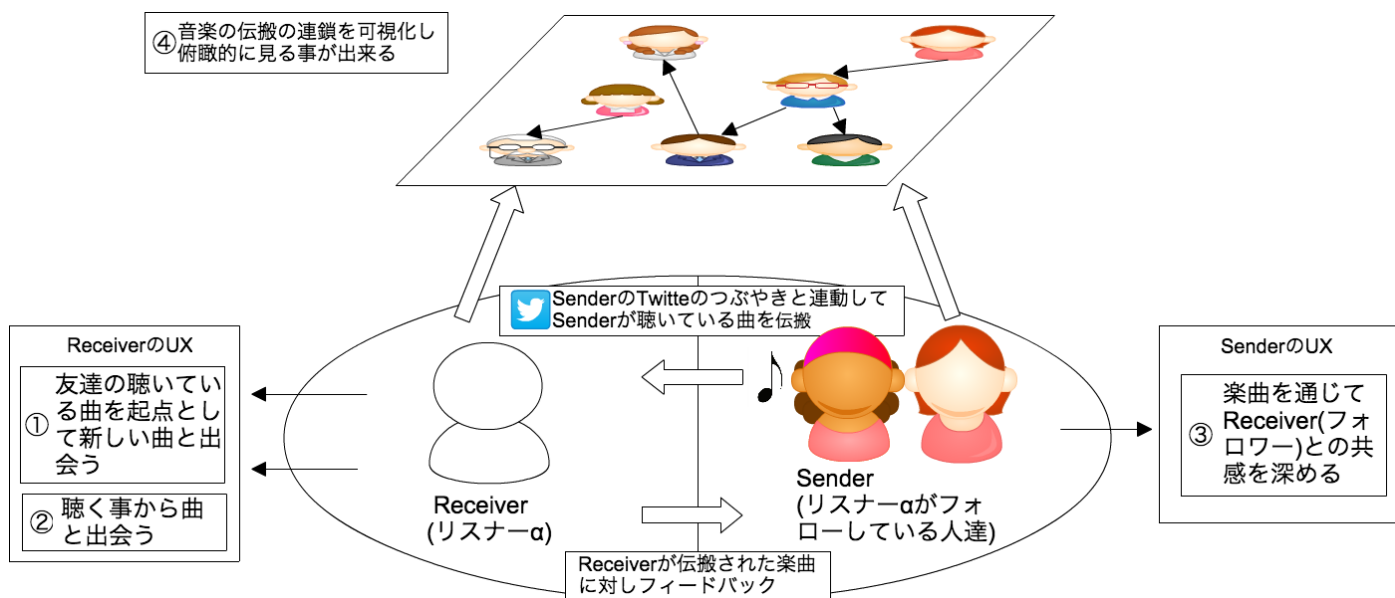 ④音楽の伝搬の連鎖を可視化し
俯瞰的に見る事が出来る
SenderのTwitteのつぶやきと連動して
Senderが聴いている曲を伝搬
ReceiverのUX
①
友達の聴いてい
る曲を起点とし
て新しい曲と出
会う
②
聴く事から曲
と出会う
Receiver
(リスナーα)
Sender
(リスナーαがフォ
ローしている人達)
SenderのUX
③
楽曲を通じて
Receiver(フォ
ロワー)との共
感を深める
Receiverが伝搬された楽曲
に対しフィードバック